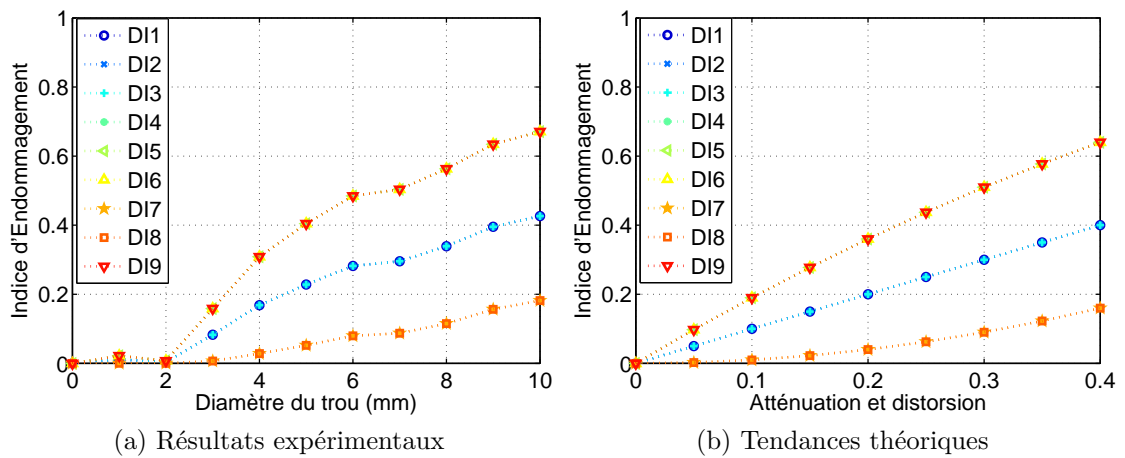 1
0.8
0.6
0.4
0.2
0
Indice d'Endommagement
DI1
DI2
DI3
DI4
DI5
DI6
DI7
DI8
DI9
0 2 4 6 8 10
Diamètre du trou (mm)
(a) Résultats expérimentaux
1
0.8
0.6
0.4
0.2
0
Indice d'Endommagement
DI1
DI2
DI3
DI4
DI5
DI6
DI7
DI8
DI9
0 0.1 0.2 0.3 0.4
Atténuation et distorsion
(b) Tendances théoriques